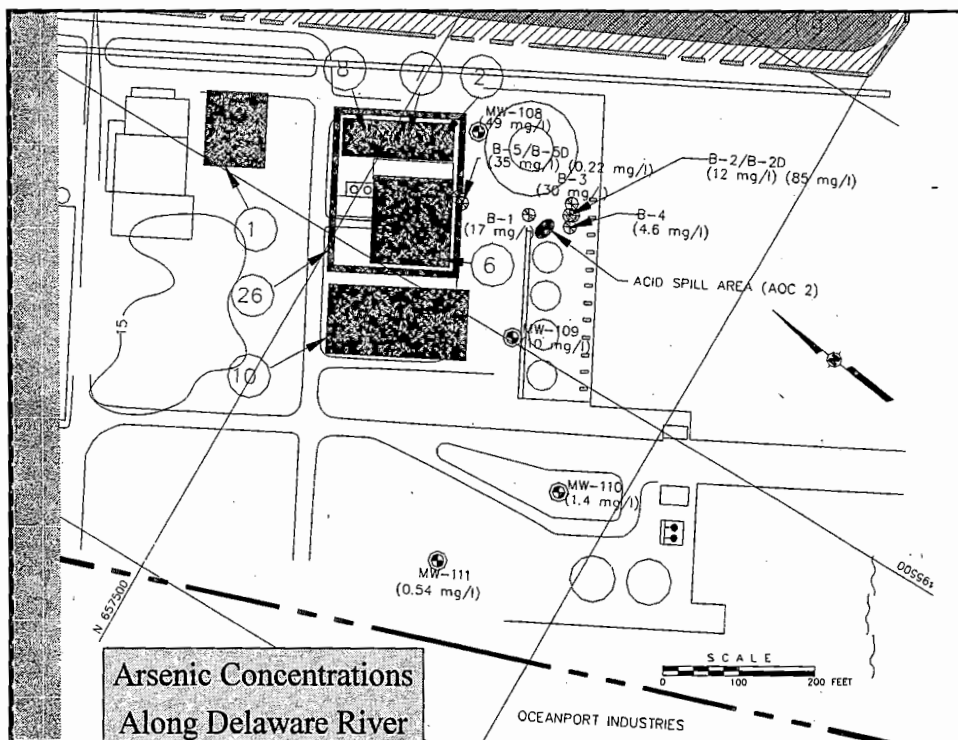 9
8
7
2
MW-108
(49 mg/l)
B-5/B-5D
(35 mg/l) (0.22 mg/l)
B-3
(30 mg/l)
B-2/B-2D
(12 mg/l) (85 mg/l)
B-1
(17 mg/l)
B-4
(4.6 mg/l)
1
6
ACID SPILL AREA (AOC 2)
26
15
MW-109
(10 mg/l)
10
MW-110
(1.4 mg/l)
MW-111
(0.54 mg/l)
N 657500
Arsenic Concentrations
Along Delaware River
SCALE
0 100 200 FEET
OCEANPORT INDUSTRIES